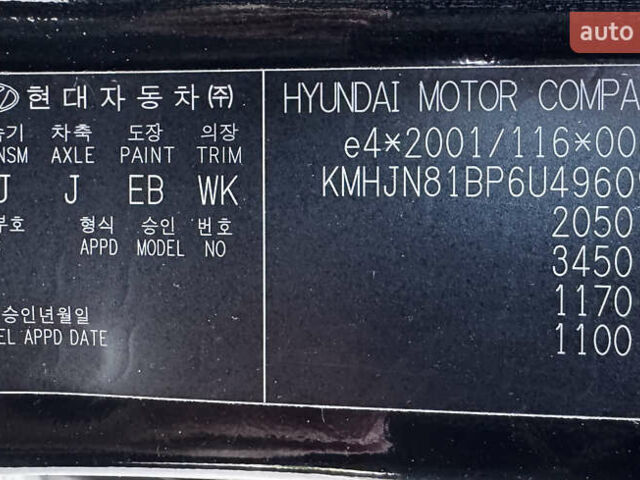 auto
현대자동차㈜
속기 차축 도장 의장
NSM AXLE PAINT TRIM
J J EB WK
부호 형식 승인 번호
APPD MODEL NO
승인년월일
EL APPD DATE
HYUNDAI MOTOR COMPA
e4*2001/116*00
KMHJN81BP6U49609
2050
3450
1170
1100